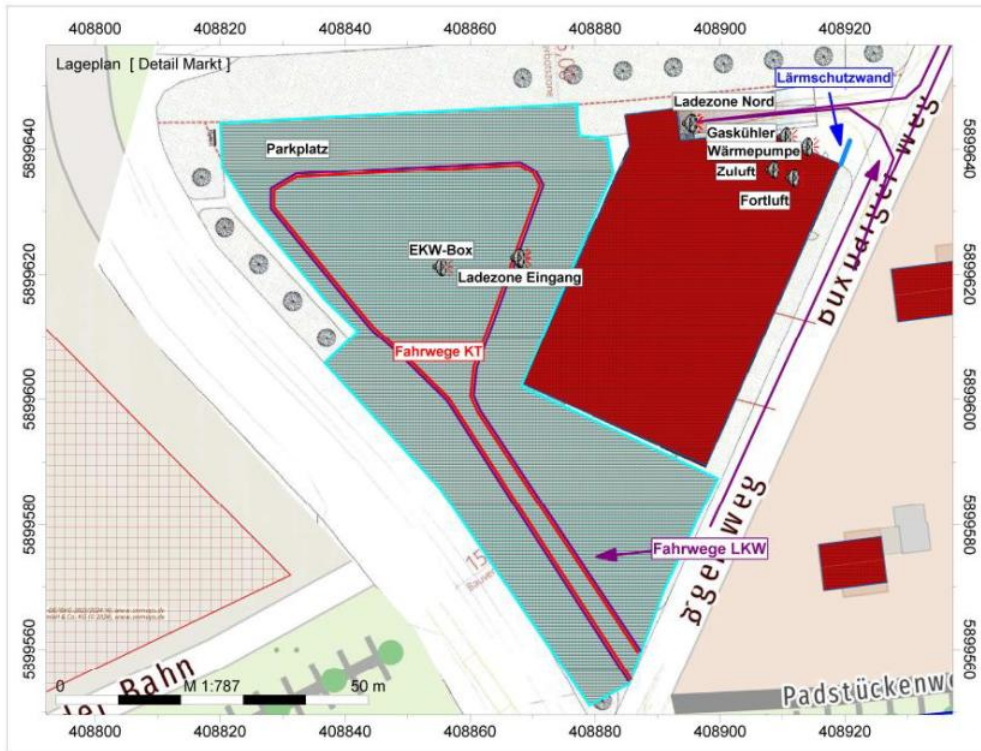 408800 408820 408840 408860 408880 408900 408920
Lageplan [ Detail Markt ]
Lärmschutzwand
Ladezone Nord
5899640
5899640
Parkplatz
Gaskühler
Wärmepumpe
Zuluft
Fortluft
EKW-Box
Ladezone Eingang
5899620
5899620
Fahrwege KT
5899600
5899600
5899580
5899580
Fahrwege LKW
5899560
5899560
Bahn
0 M 1:787 50 m
408800 408820 408840 408860 408880 408900 408920